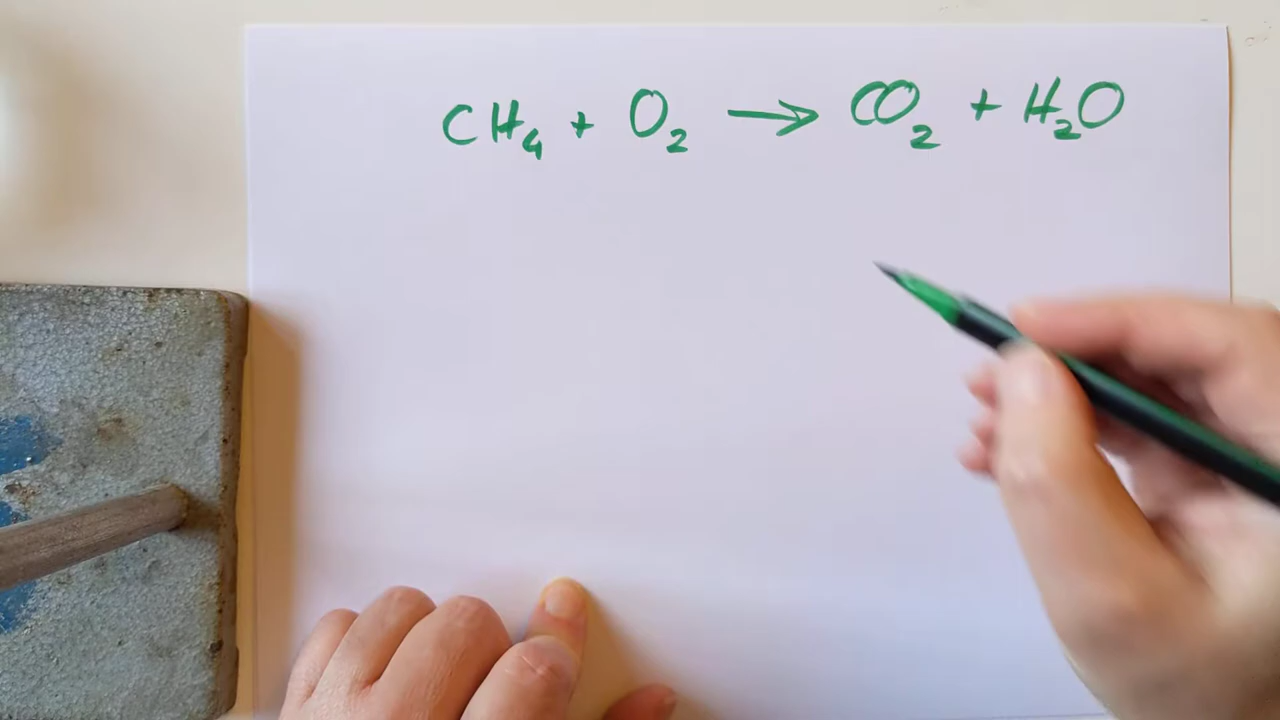 CH₄ + O₂ → CO₂ + H₂O